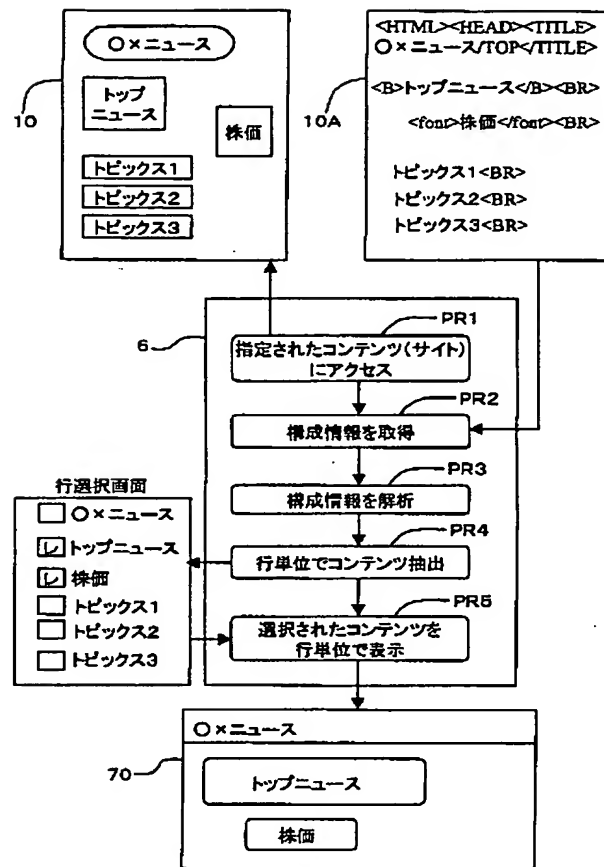 ○×ニュース
トップ
ニュース
株価
トピックス1
トピックス2
トピックス3
10
<HTML><HEAD><TITLE>
○×ニュース/TOP</TITLE>
<B>トップニュース</B><BR>
<font>株価</font><BR>
トピックス1<BR>
トピックス2<BR>
トピックス3<BR>
10A
6
PR1
指定されたコンテンツ(サイト)
にアクセス
PR2
構成情報を取得
PR3
構成情報を解析
PR4
行単位でコンテンツ抽出
PR5
選択されたコンテンツを
行単位で表示
行選択画面
○×ニュース
レ トップニュース
レ 株価
トピックス1
トピックス2
トピックス3
70
○×ニュース
トップニュース
株価